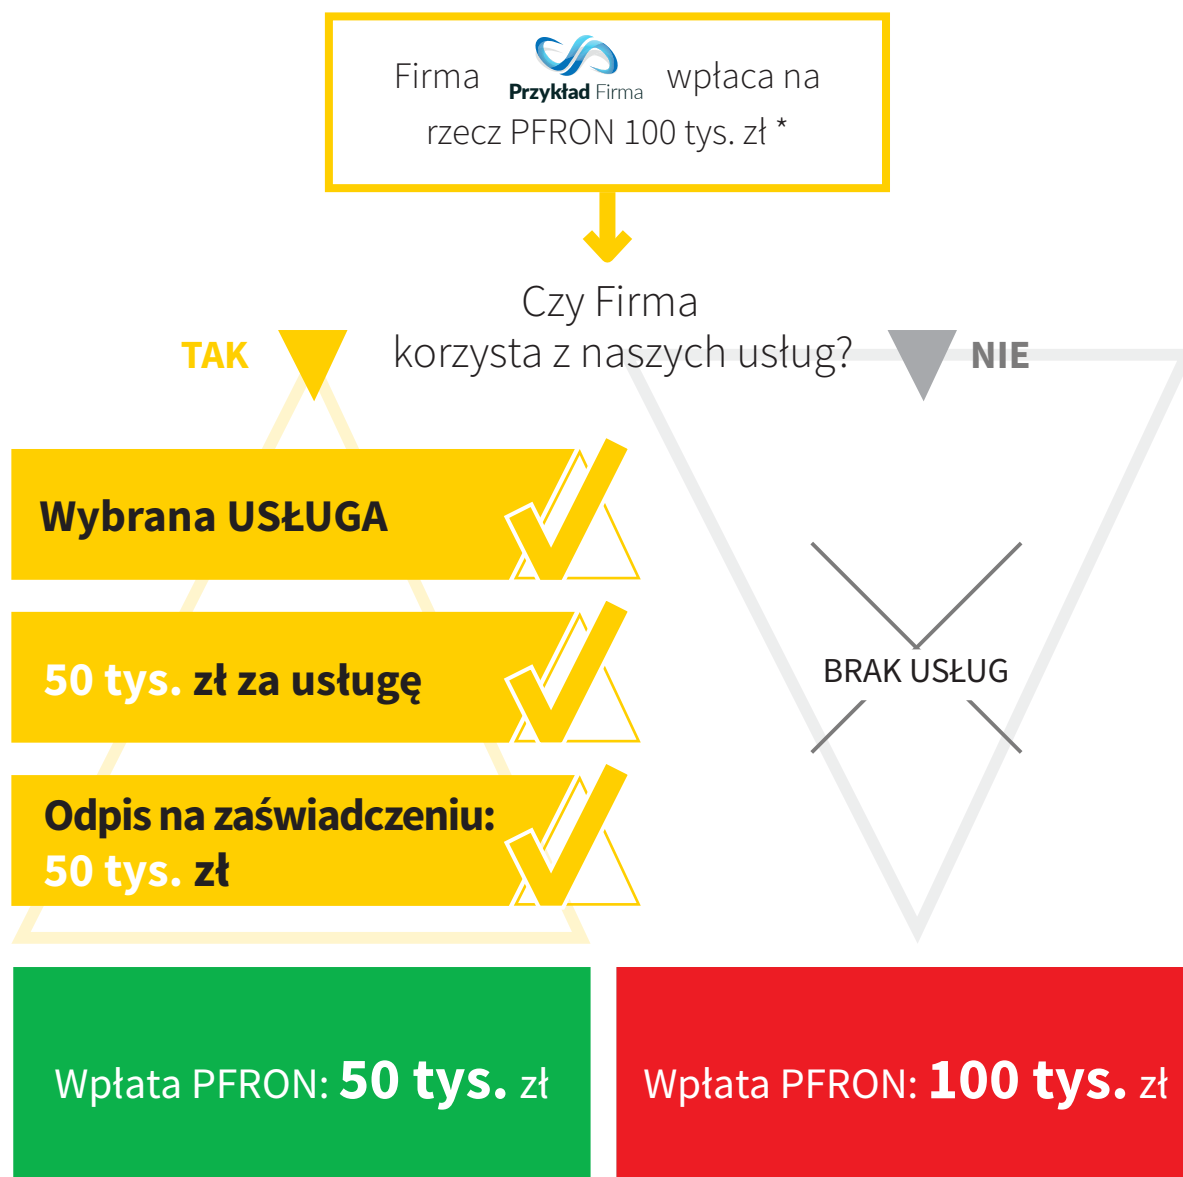 Firma Przykład Firma wpłaca na
rzecz PFRON 100 tys. zł *
Czy Firma
korzysta z naszych usług?
TAK
NIE
Wybrana USŁUGA
50 tys. zł za usługę
Odpis na zaświadczeniu:
50 tys. zł
BRAK USŁUG
Wpłata PFRON: 50 tys. zł
Wpłata PFRON: 100 tys. zł